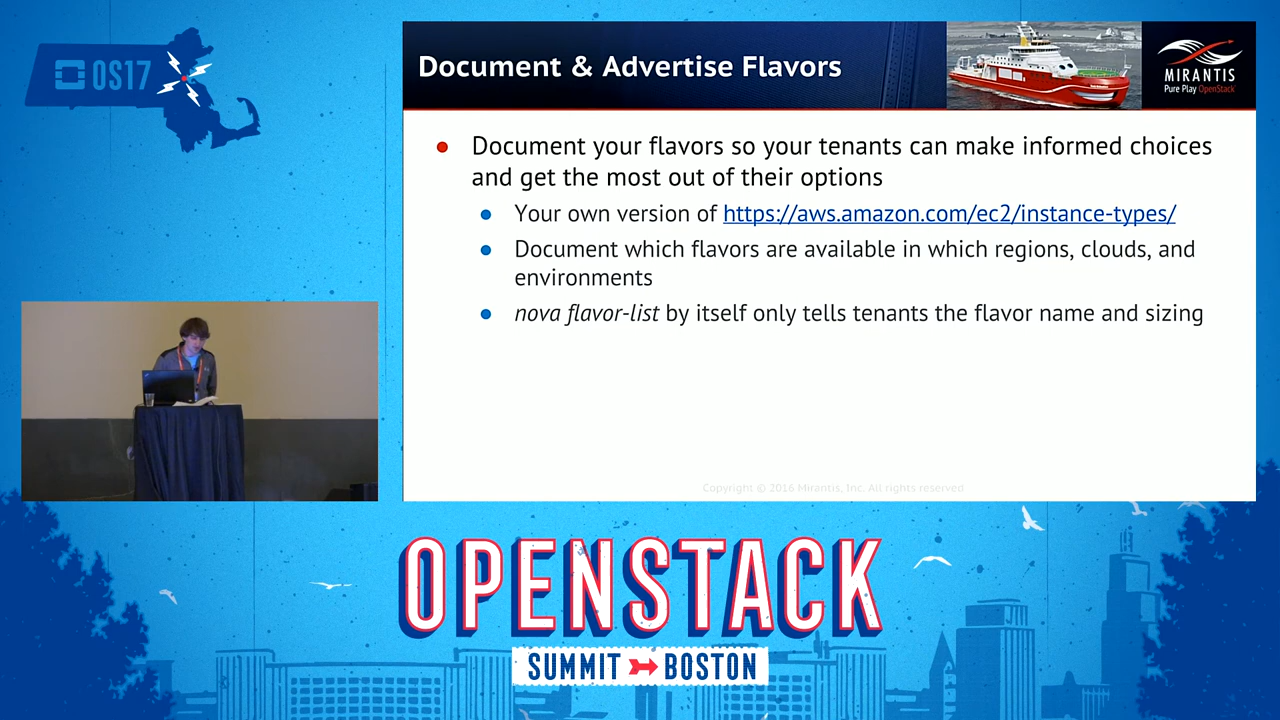 OS17
Document & Advertise Flavors
MIRANTIS
Pure Play OpenStack
Document your flavors so your tenants can make informed choices
and get the most out of their options
Your own version of https://aws.amazon.com/ec2/instance-types/
Document which flavors are available in which regions, clouds, and
environments
nova flavor-list by itself only tells tenants the flavor name and sizing
Copyright © 2016 Mirantis, Inc. All rights reserved
OPENSTACK
SUMMIT BOSTON